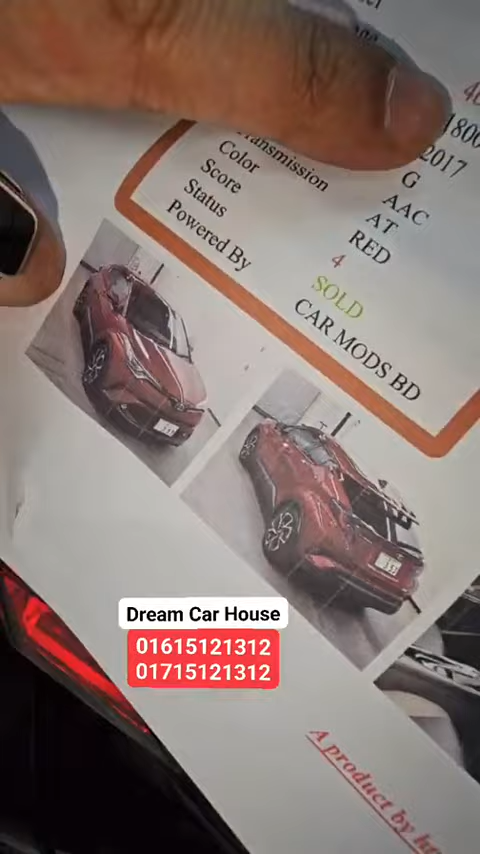 1800
2017
G
Transmission AAC
Color AT
Score RED
Status 4
Powered By SOLD
CAR MODS BD
Dream Car House
01615121312
01715121312
A product by